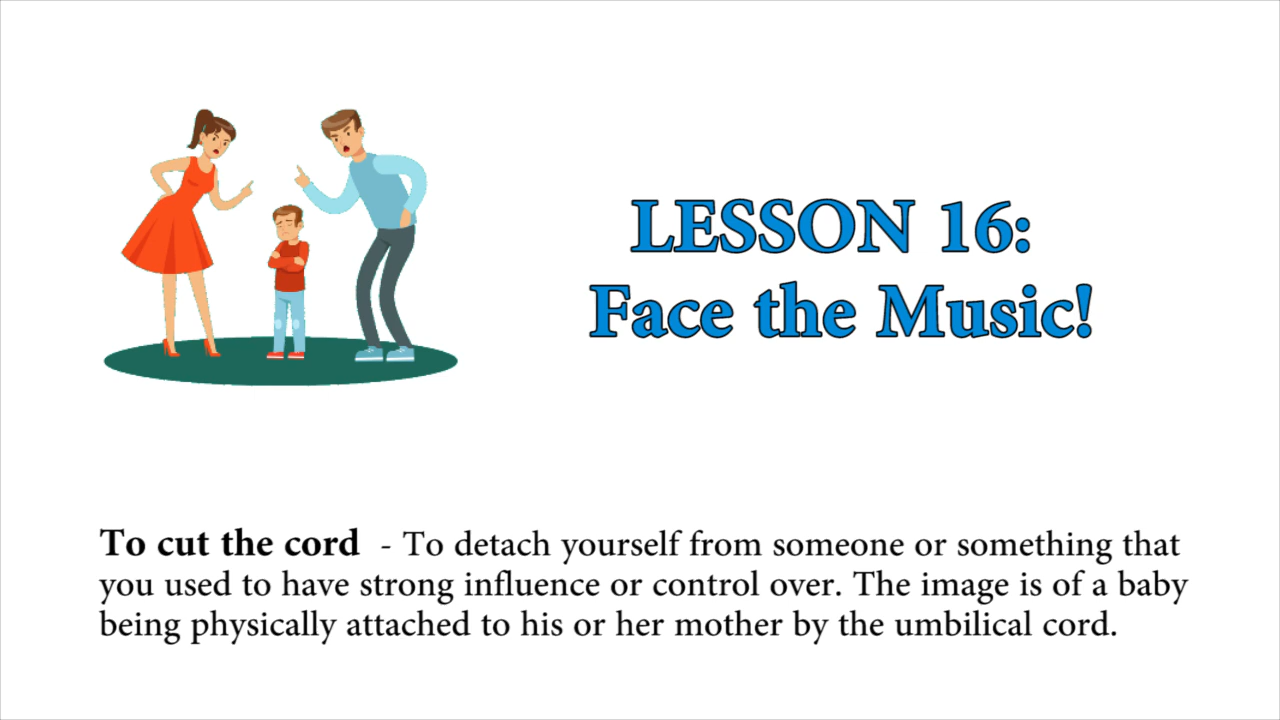 LESSON 16:
Face the Music!
To cut the cord - To detach yourself from someone or something that
you used to have strong influence or control over. The image is of a baby
being physically attached to his or her mother by the umbilical cord.